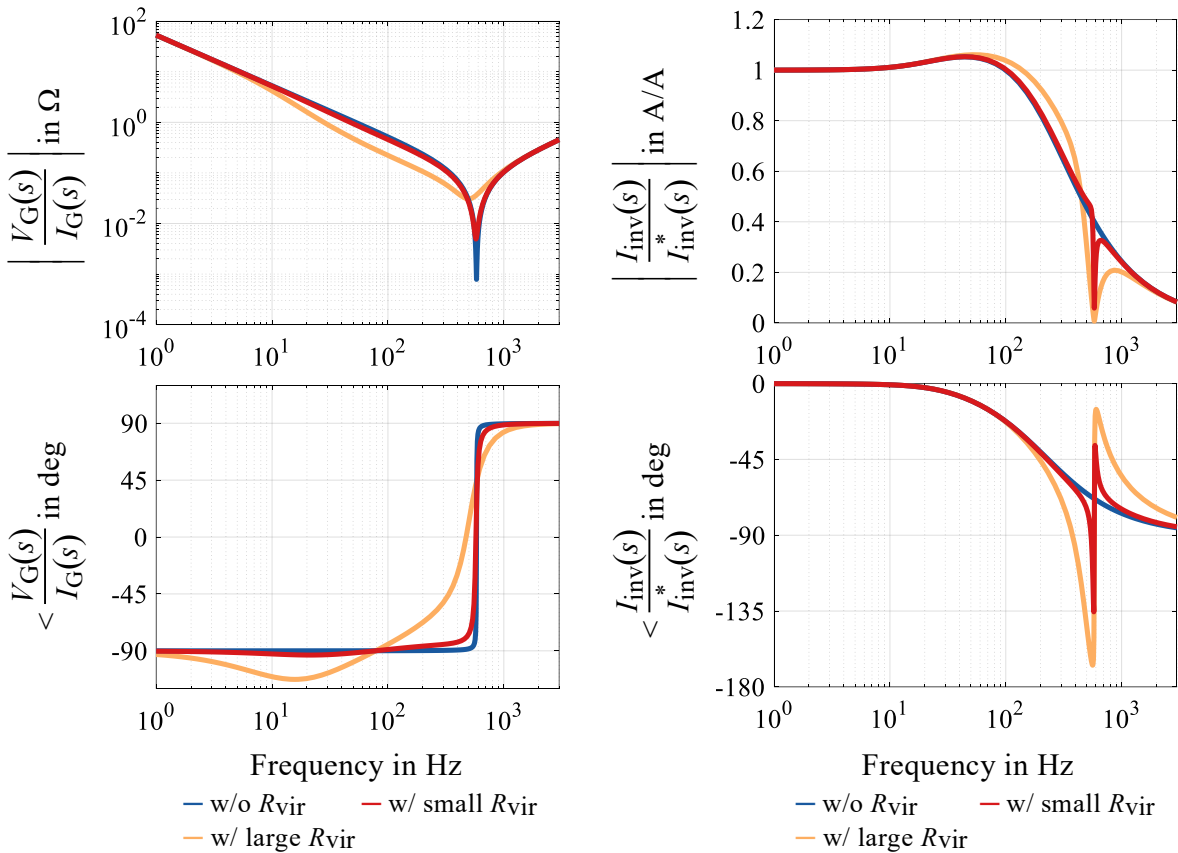 | V_G(s) / I_G(s) | in Ω
10^2
10^0
10^-2
10^-4
10^0 10^1 10^2 10^3
| I_inv(s) / I*_inv(s) | in A/A
1.2
1
0.8
0.6
0.4
0.2
0
10^0 10^1 10^2 10^3
< V_G(s) / I_G(s) in deg
90
45
0
-45
-90
10^0 10^1 10^2 10^3
Frequency in Hz
w/o R_vir w/ small R_vir
w/ large R_vir
< I_inv(s) / I*_inv(s) in deg
0
-45
-90
-135
-180
10^0 10^1 10^2 10^3
Frequency in Hz
w/o R_vir w/ small R_vir
w/ large R_vir